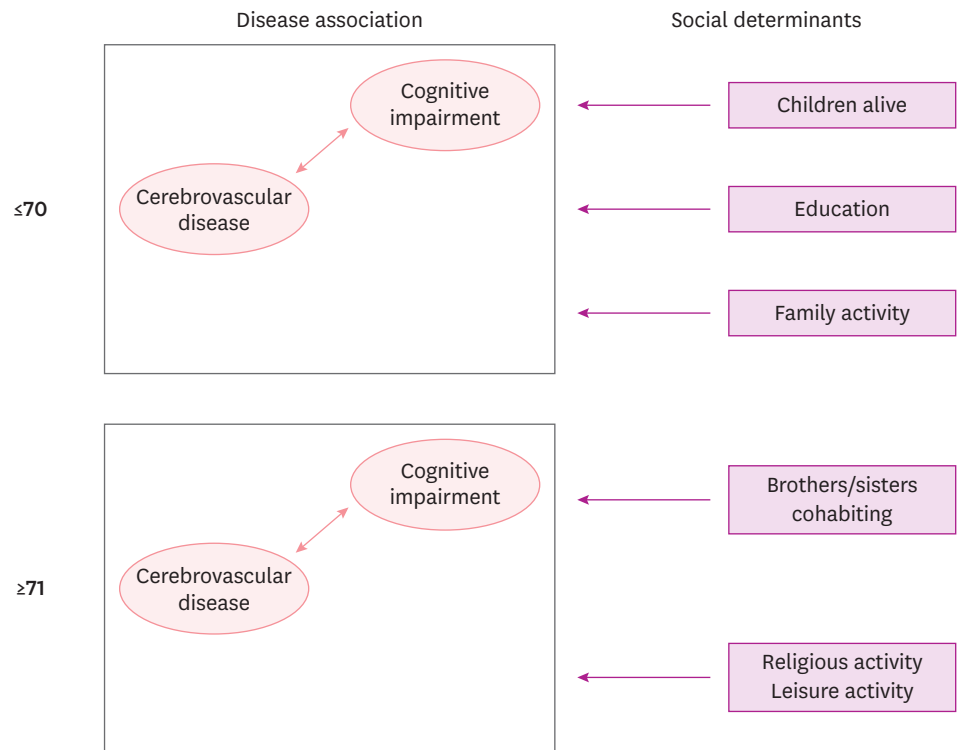 Disease association
Social determinants
≤70
Cognitive
impairment
Cerebrovascular
disease
Children alive
Education
Family activity
≥71
Cognitive
impairment
Cerebrovascular
disease
Brothers/sisters
cohabiting
Religious activity
Leisure activity